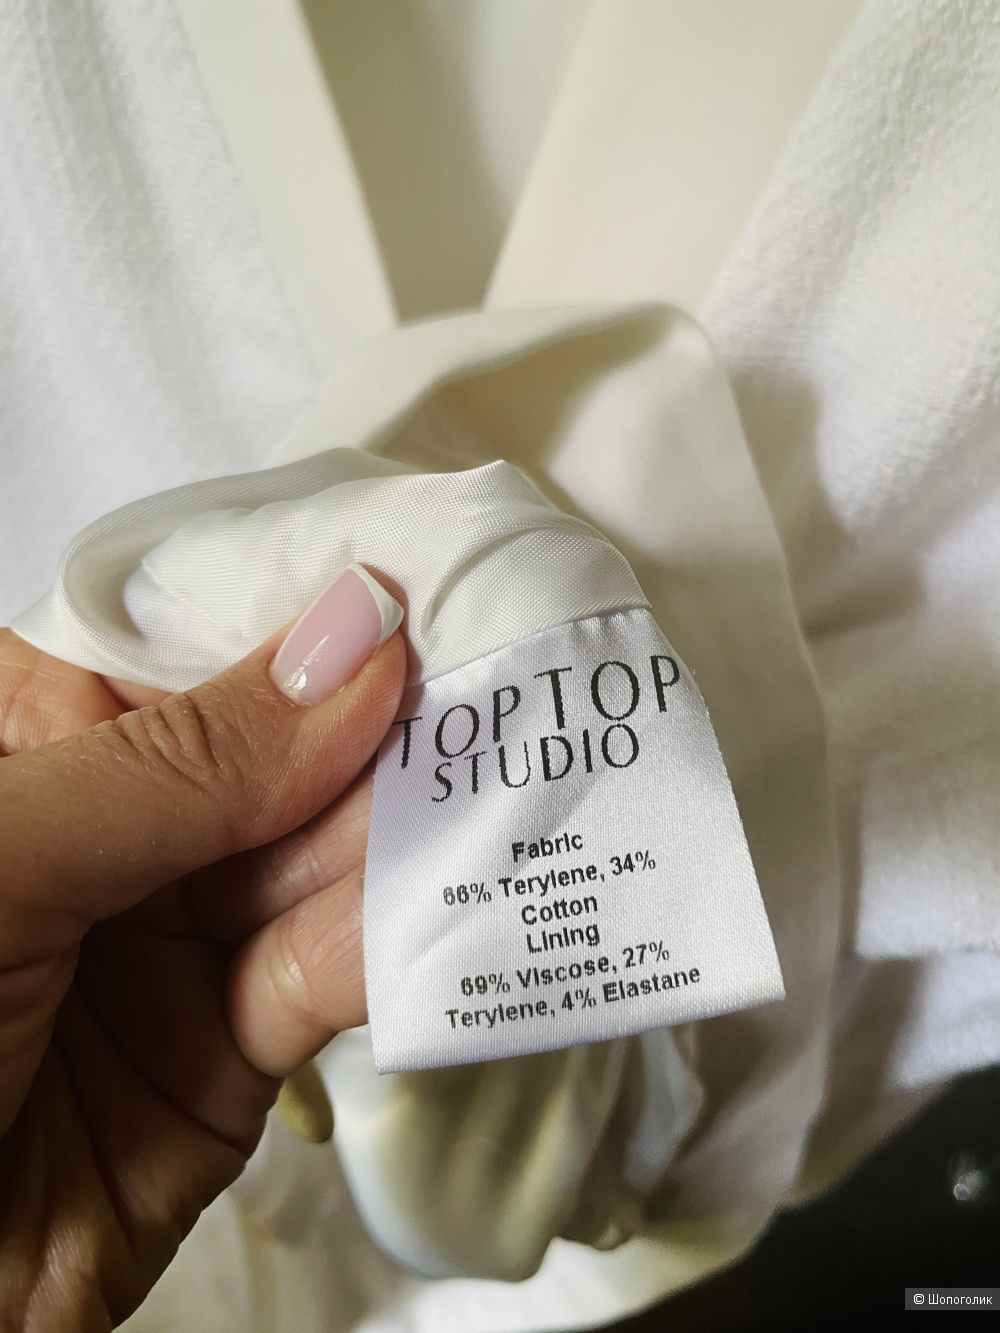 TOPTOP
STUDIO
Fabric
66% Terylene, 34%
Cotton
Lining
69% Viscose, 27%
Terylene, 4% Elastane
© Шопоголик